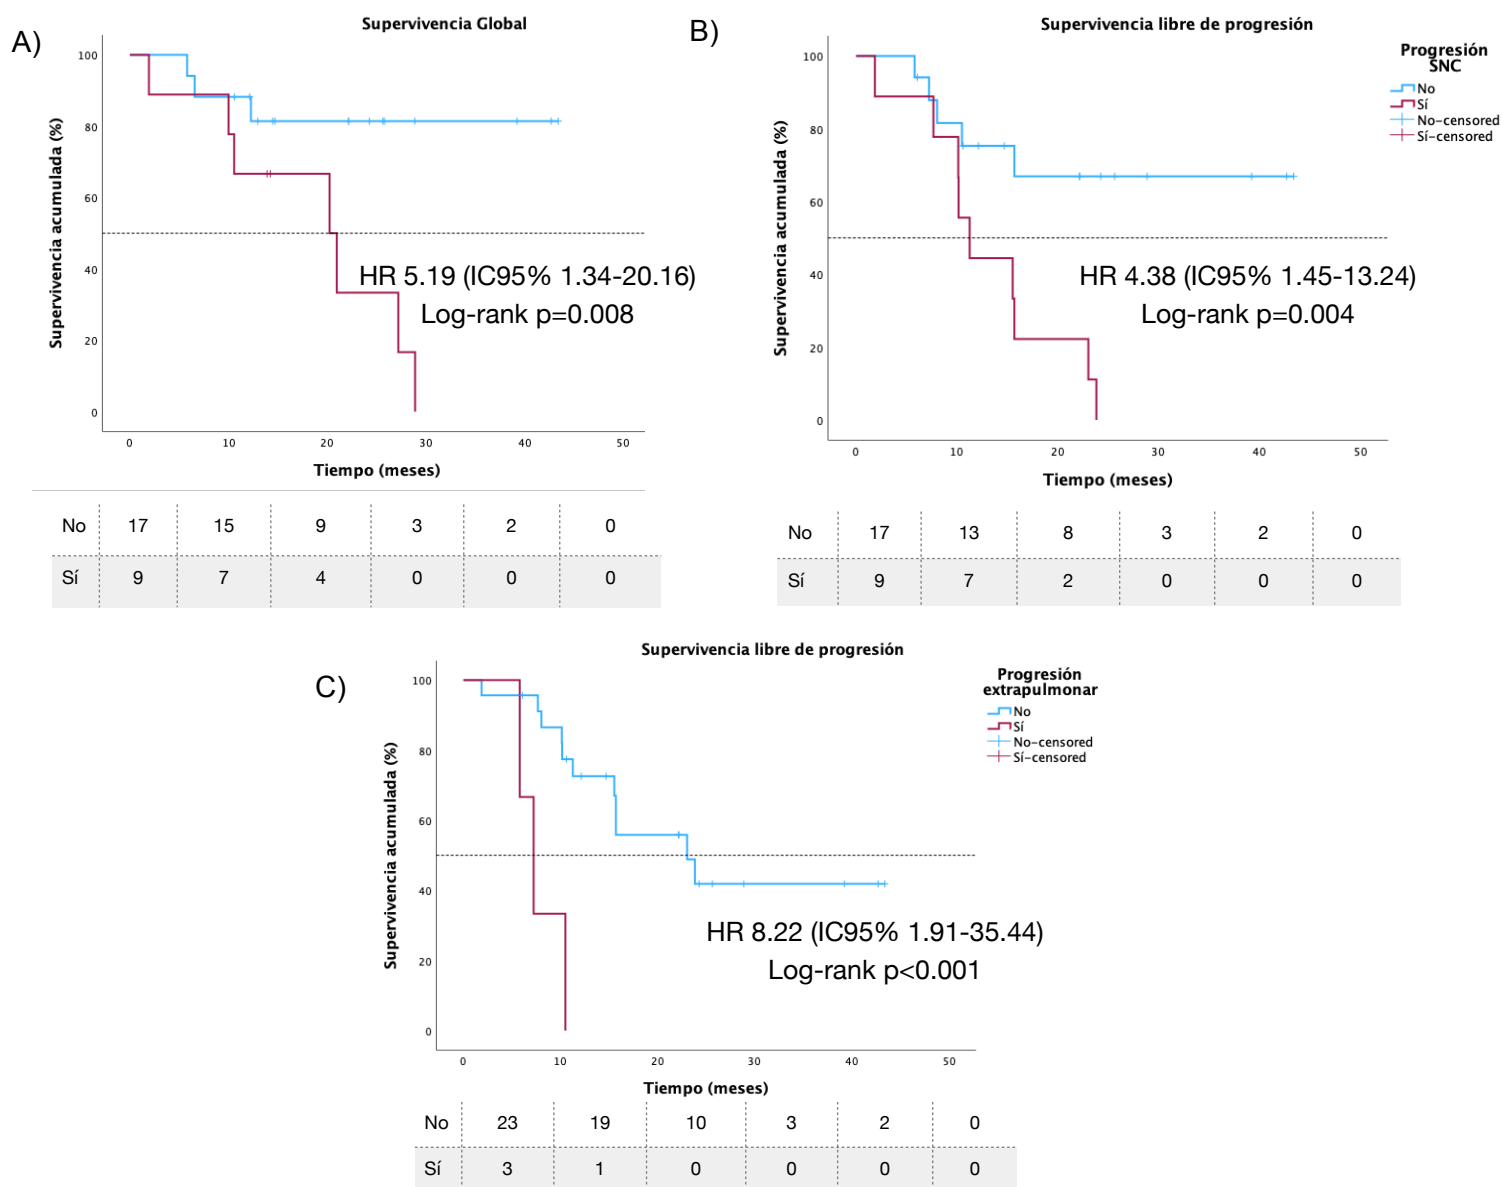 A)
Supervivencia Global
Supervivencia acumulada (%)
100
80
60
40
20
0
HR 5.19 (IC95% 1.34-20.16)
Log-rank p=0.008
0 10 20 30 40 50
Tiempo (meses)
No 17 15 9 3 2 0
Sí 9 7 4 0 0 0
B)
Supervivencia libre de progresión
Progresión
SNC
No
Sí
No-censored
Sí-censored
Supervivencia acumulada (%)
100
80
60
40
20
0
HR 4.38 (IC95% 1.45-13.24)
Log-rank p=0.004
0 10 20 30 40 50
Tiempo (meses)
No 17 13 8 3 2 0
Sí 9 7 2 0 0 0
C)
Supervivencia libre de progresión
Progresión
extrapulmonar
No
Sí
No-censored
Sí-censored
Supervivencia acumulada (%)
100
80
60
40
20
0
HR 8.22 (IC95% 1.91-35.44)
Log-rank p<0.001
0 10 20 30 40 50
Tiempo (meses)
No 23 19 10 3 2 0
Sí 3 1 0 0 0 0